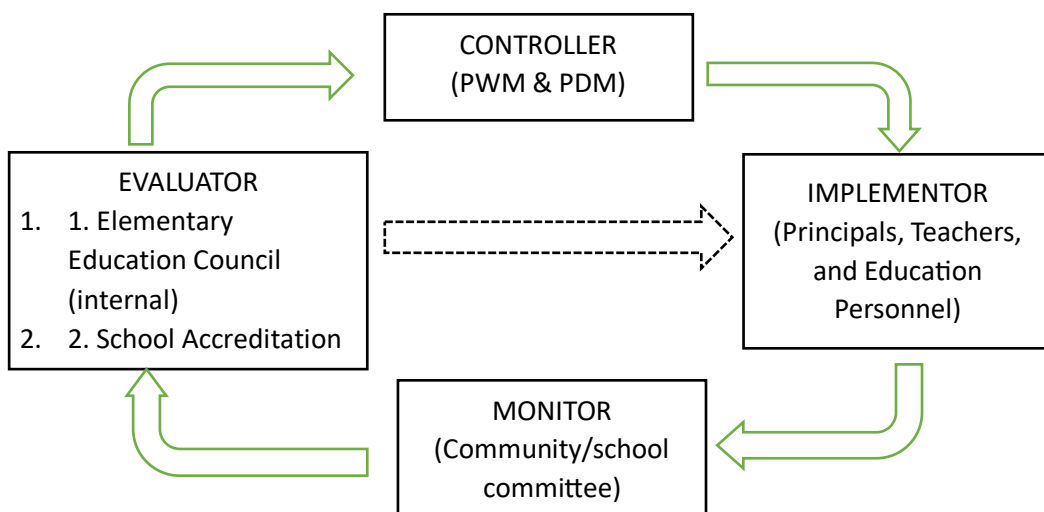 CONTROLLER
(PWM & PDM)
EVALUATOR
1. 1. Elementary
Education Council
(internal)
2. 2. School Accreditation
IMPLEMENTOR
(Principals, Teachers,
and Education
Personnel)
MONITOR
(Community/school
committee)